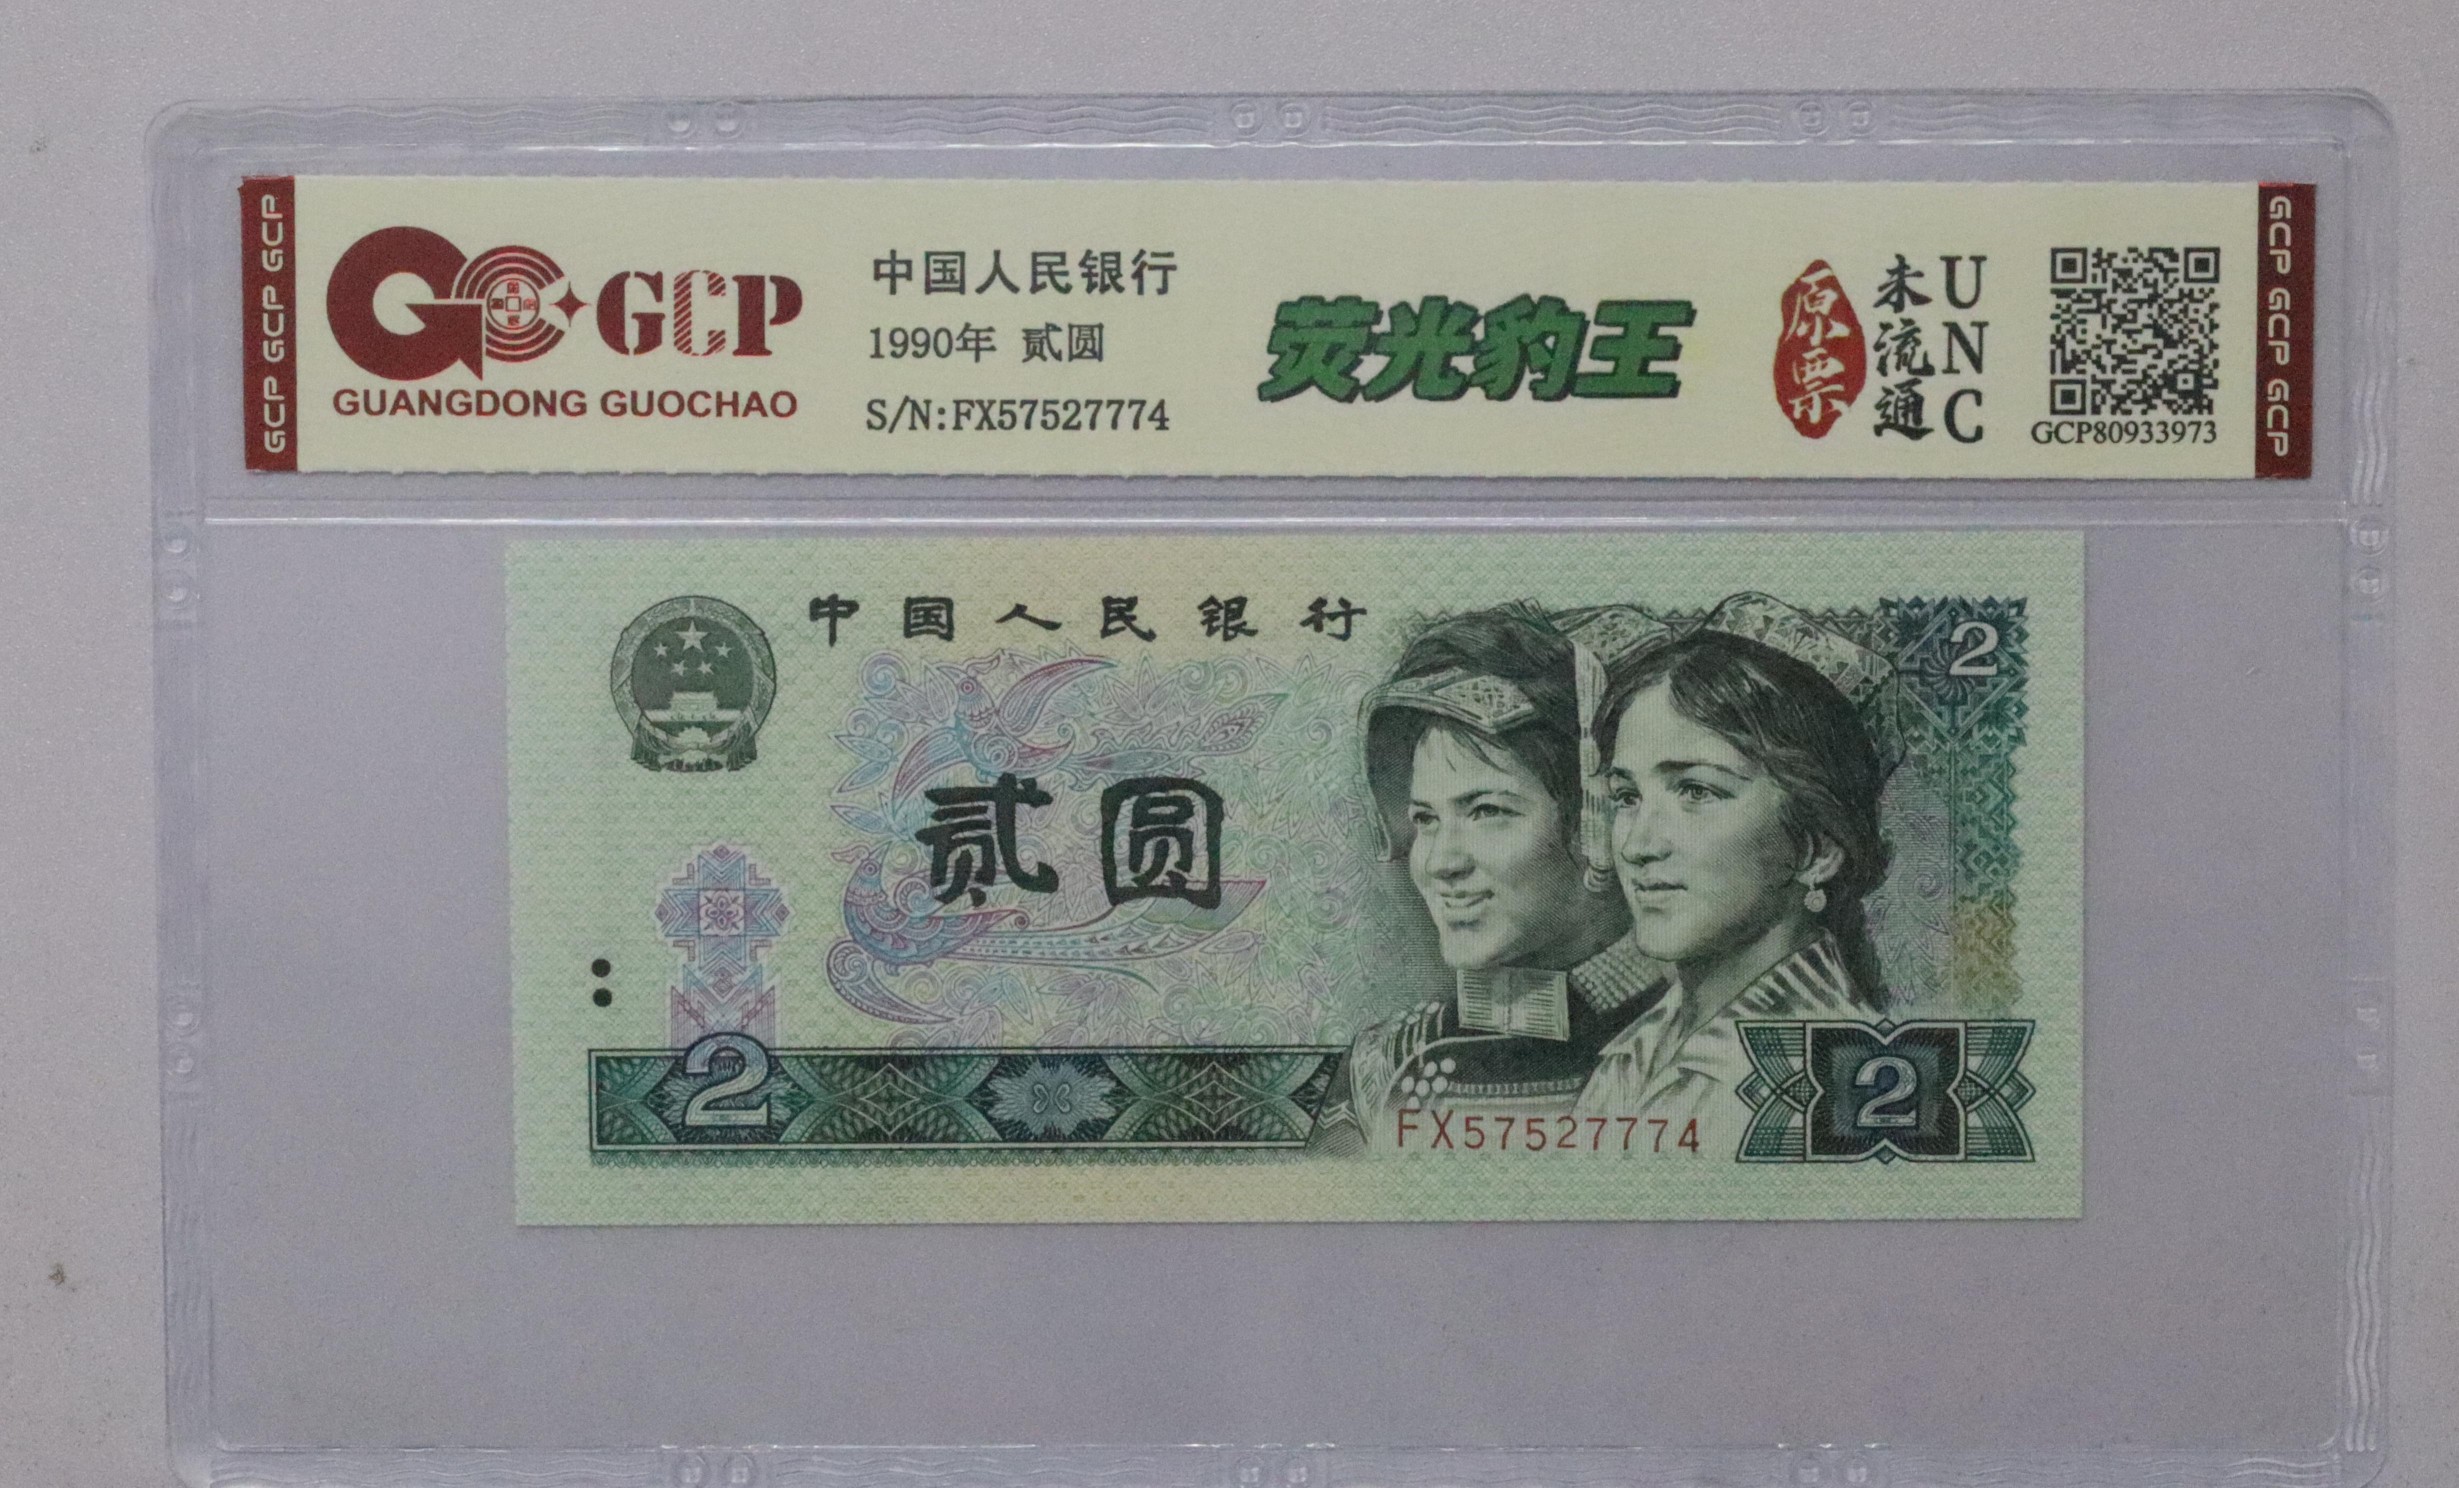 GCP GCP GCP
GCP
GUANGDONG GUOCHAO
中国人民银行
1990年 贰圆
S/N:FX57527774
荧光豹王
原票
未流通
UNC
GCP80933973
GCP GCP GCP
中国人民银行
2
贰圆
2
FX57527774
2